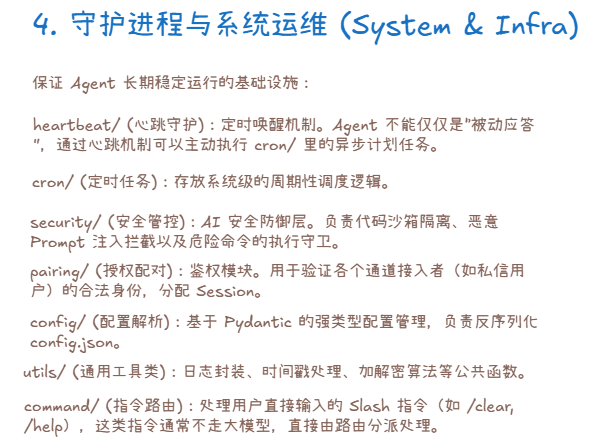 4. 守护进程与系统运维 (System & Infra)
保证 Agent 长期稳定运行的基础设施：
heartbeat/ (心跳守护)：定时唤醒机制。Agent 不能仅仅是"被动应答
"，通过心跳机制可以主动执行 cron/ 里的异步计划任务。
cron/ (定时任务)：存放系统级的周期性调度逻辑。
security/ (安全管控)：AI 安全防御层。负责代码沙箱隔离、恶意
Prompt 注入拦截以及危险命令的执行守卫。
pairing/ (授权配对)：鉴权模块。用于验证各个通道接入者（如私信用
户）的合法身份，分配 Session。
config/ (配置解析)：基于 Pydantic 的强类型配置管理，负责反序列化
config.json。
utils/ (通用工具类)：日志封装、时间戳处理、加解密算法等公共函数。
command/ (指令路由)：处理用户直接输入的 Slash 指令（如 /clear,
/help），这类指令通常不走大模型，直接由路由分派处理。